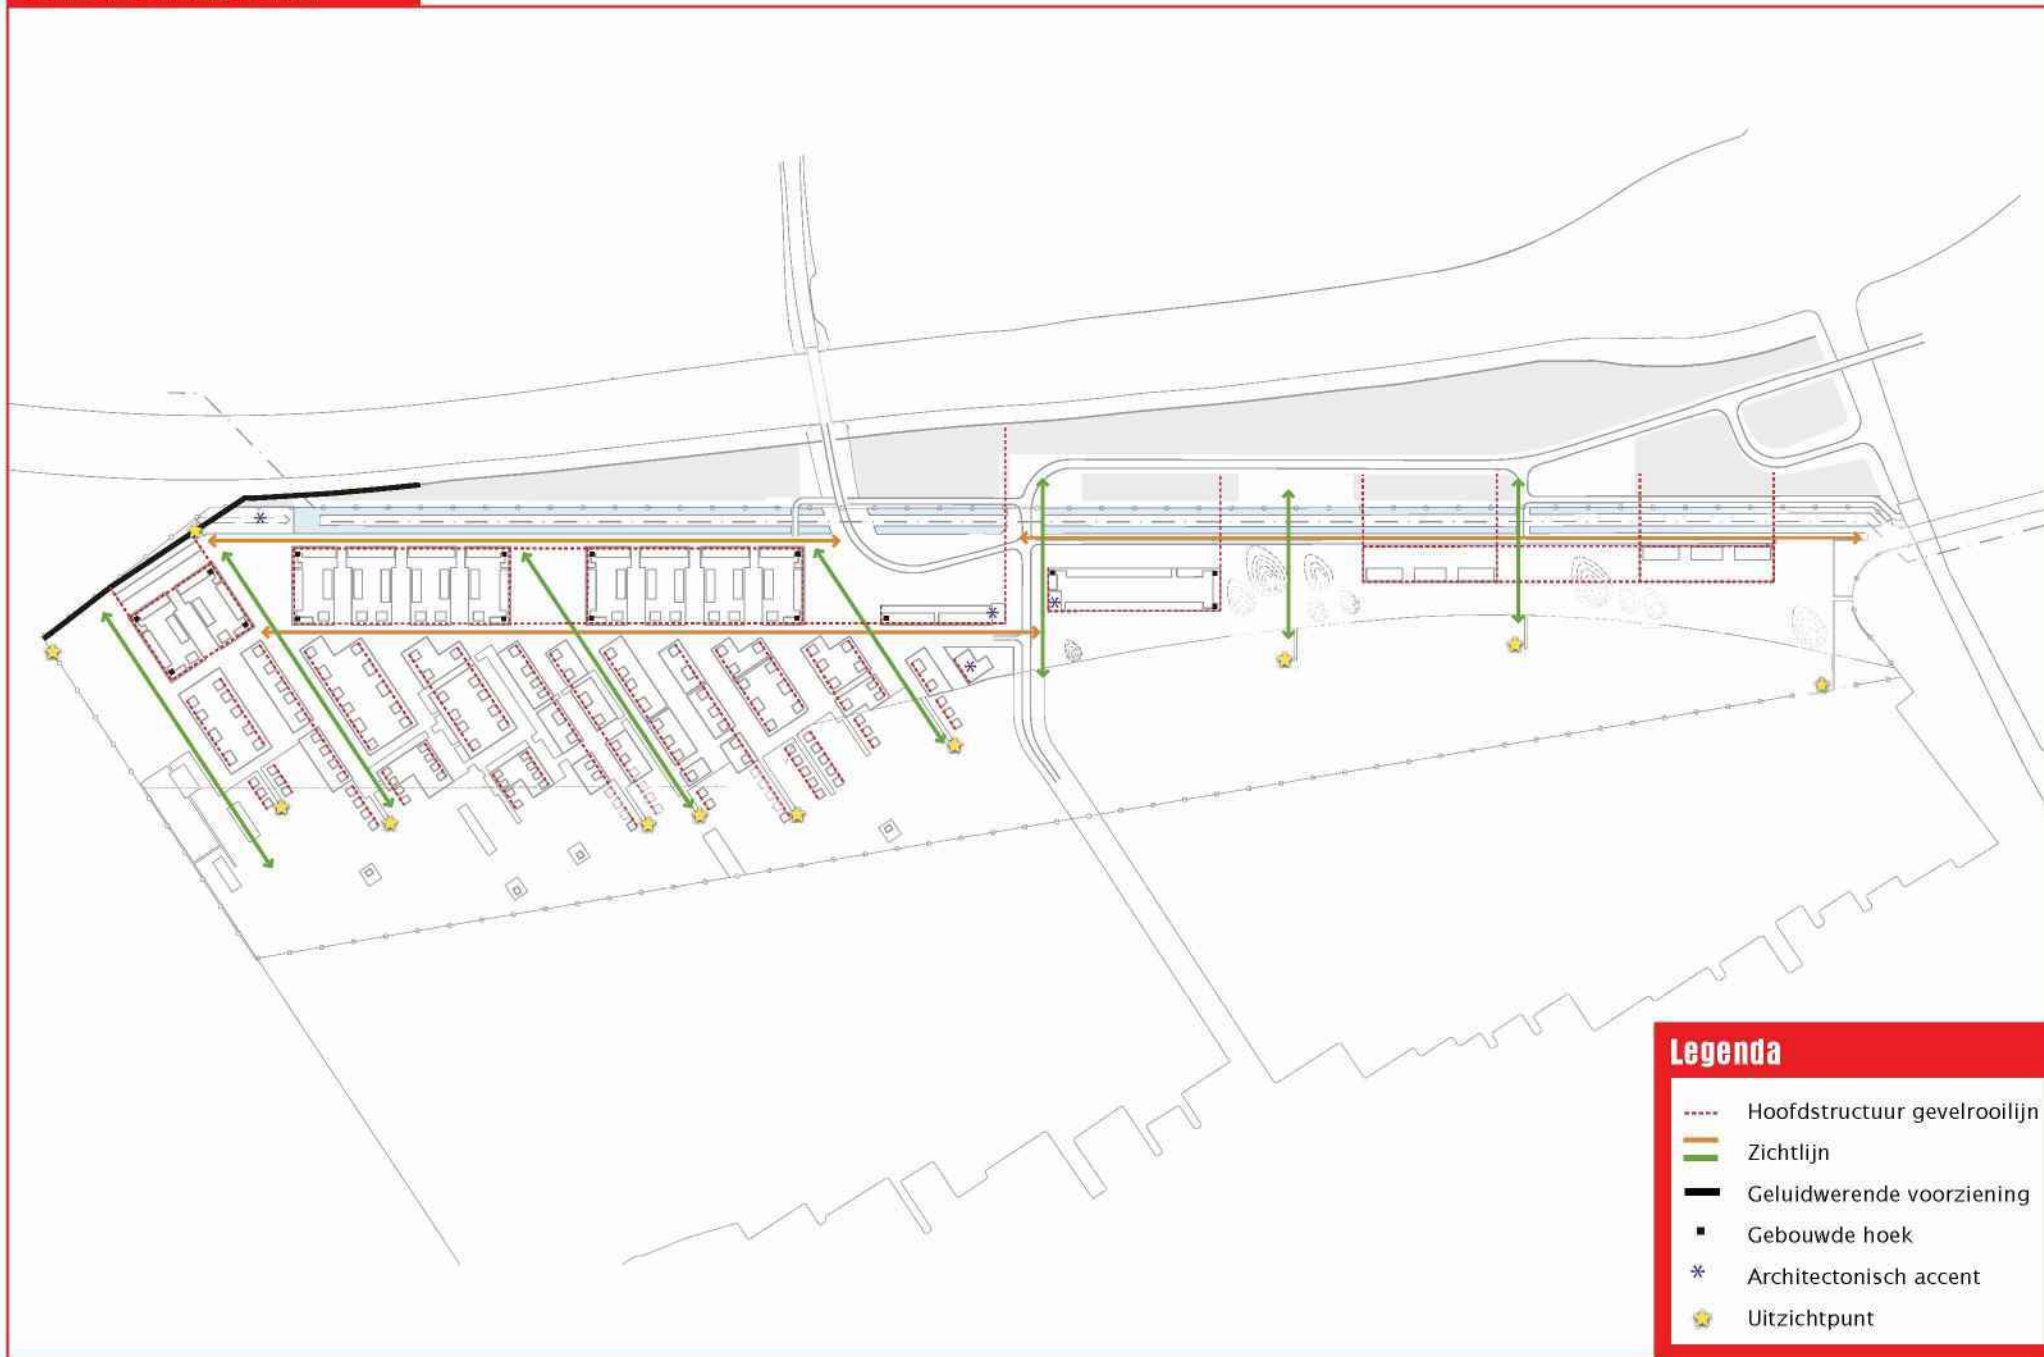 Legenda
Hoofdstructuur gevelrooilijn
Zichtlijn
Geluidwerende voorziening
Gebouwde hoek
Architectonisch accent
Uitzichtpunt